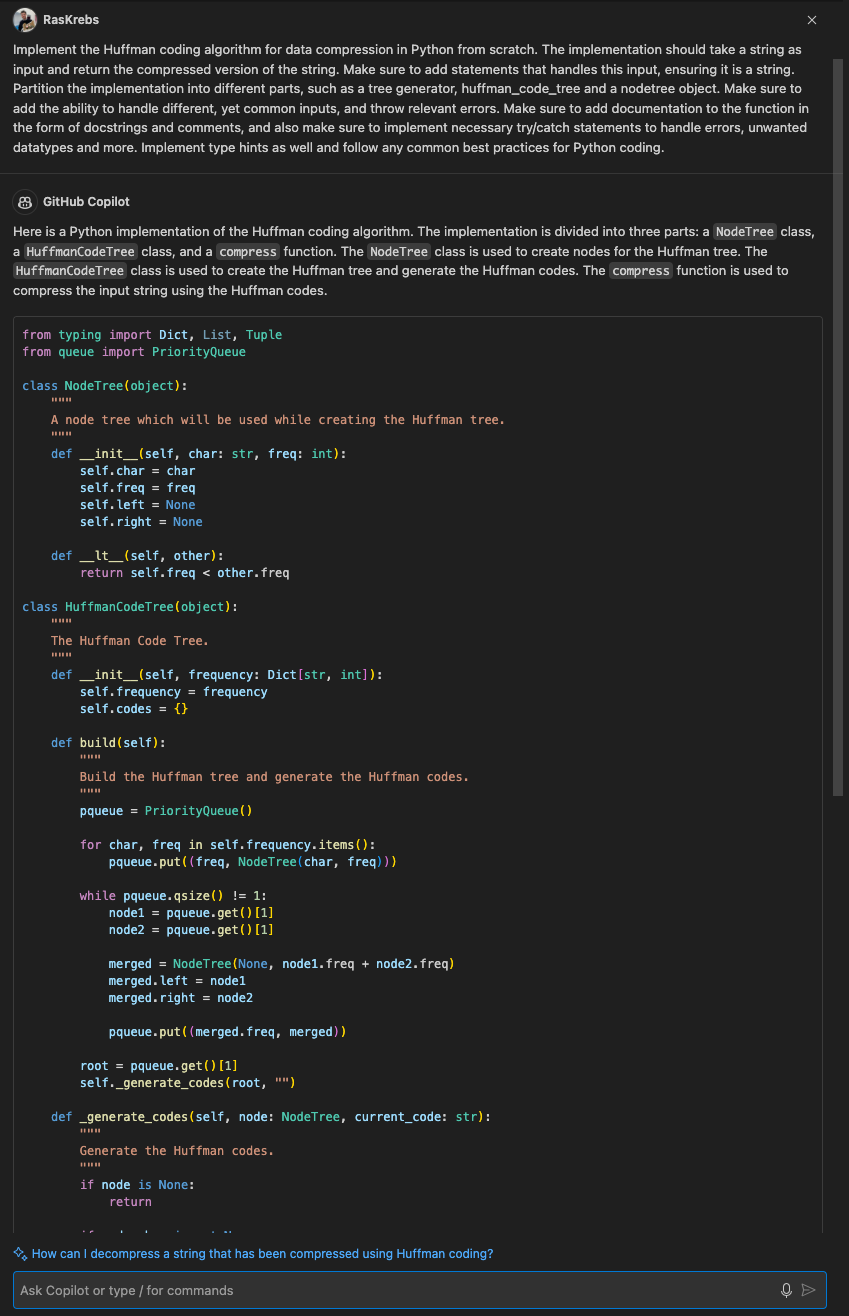 RasKrebs
Implement the Huffman coding algorithm for data compression in Python from scratch. The implementation should take a string as
input and return the compressed version of the string. Make sure to add statements that handles this input, ensuring it is a string.
Partition the implementation into different parts, such as a tree generator, huffman_code_tree and a nodetree object. Make sure to
add the ability to handle different, yet common inputs, and throw relevant errors. Make sure to add documentation to the function in
the form of docstrings and comments, and also make sure to implement necessary try/catch statements to handle errors, unwanted
datatypes and more. Implement type hints as well and follow any common best practices for Python coding.
GitHub Copilot
Here is a Python implementation of the Huffman coding algorithm. The implementation is divided into three parts: a NodeTree class,
a HuffmanCodeTree class, and a compress function. The NodeTree class is used to create nodes for the Huffman tree. The
HuffmanCodeTree class is used to create the Huffman tree and generate the Huffman codes. The compress function is used to
compress the input string using the Huffman codes.
from typing import Dict, List, Tuple
from queue import PriorityQueue

class NodeTree(object):
    """
    A node tree which will be used while creating the Huffman tree.
    """
    def __init__(self, char: str, freq: int):
        self.char = char
        self.freq = freq
        self.left = None
        self.right = None

    def __lt__(self, other):
        return self.freq < other.freq

class HuffmanCodeTree(object):
    """
    The Huffman Code Tree.
    """
    def __init__(self, frequency: Dict[str, int]):
        self.frequency = frequency
        self.codes = {}

    def build(self):
        """
        Build the Huffman tree and generate the Huffman codes.
        """
        pqueue = PriorityQueue()

        for char, freq in self.frequency.items():
            pqueue.put((freq, NodeTree(char, freq)))

        while pqueue.qsize() != 1:
            node1 = pqueue.get()[1]
            node2 = pqueue.get()[1]

            merged = NodeTree(None, node1.freq + node2.freq)
            merged.left = node1
            merged.right = node2

            pqueue.put((merged.freq, merged))

        root = pqueue.get()[1]
        self._generate_codes(root, "")

    def _generate_codes(self, node: NodeTree, current_code: str):
        """
        Generate the Huffman codes.
        """
        if node is None:
            return
How can I decompress a string that has been compressed using Huffman coding?
Ask Copilot or type / for commands